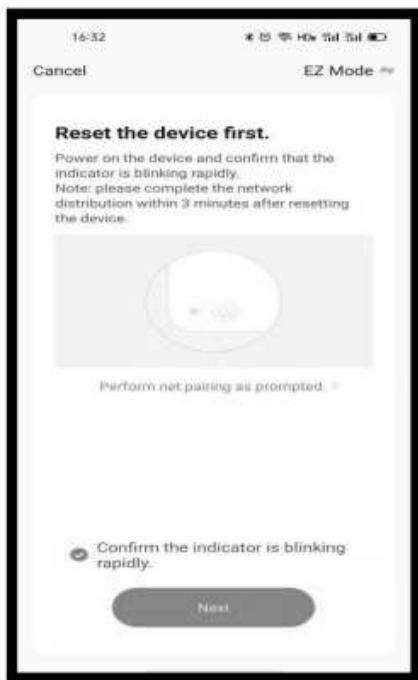 16:32
Cancel
EZ Mode
Reset the device first.
Power on the device and confirm that the
indicator is blinking rapidly.
Note: please complete the network
distribution within 3 minutes after resetting
the device.
Perform net pairing as prompted.
Confirm the indicator is blinking
rapidly.
Next